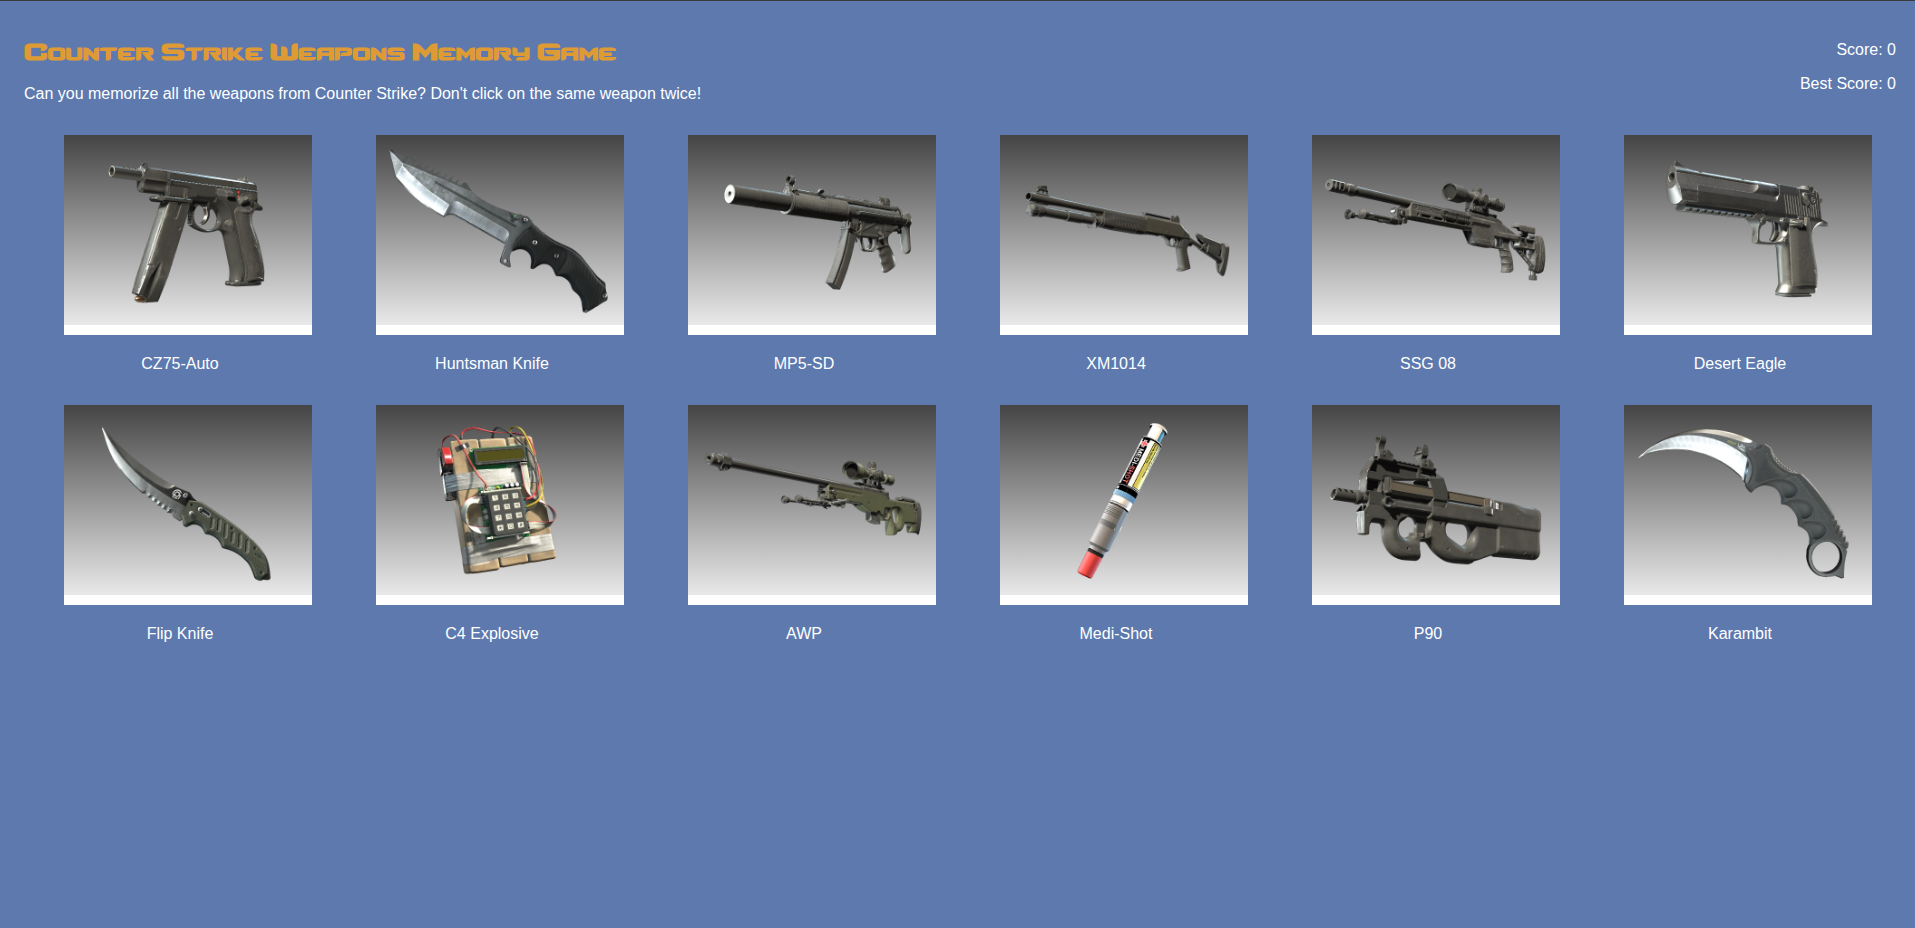 Counter Strike Weapons Memory Game
Score: 0
Can you memorize all the weapons from Counter Strike? Don't click on the same weapon twice!
Best Score: 0
CZ75-Auto
Huntsman Knife
MP5-SD
XM1014
SSG 08
Desert Eagle
Flip Knife
C4 Explosive
AWP
Medi-Shot
P90
Karambit